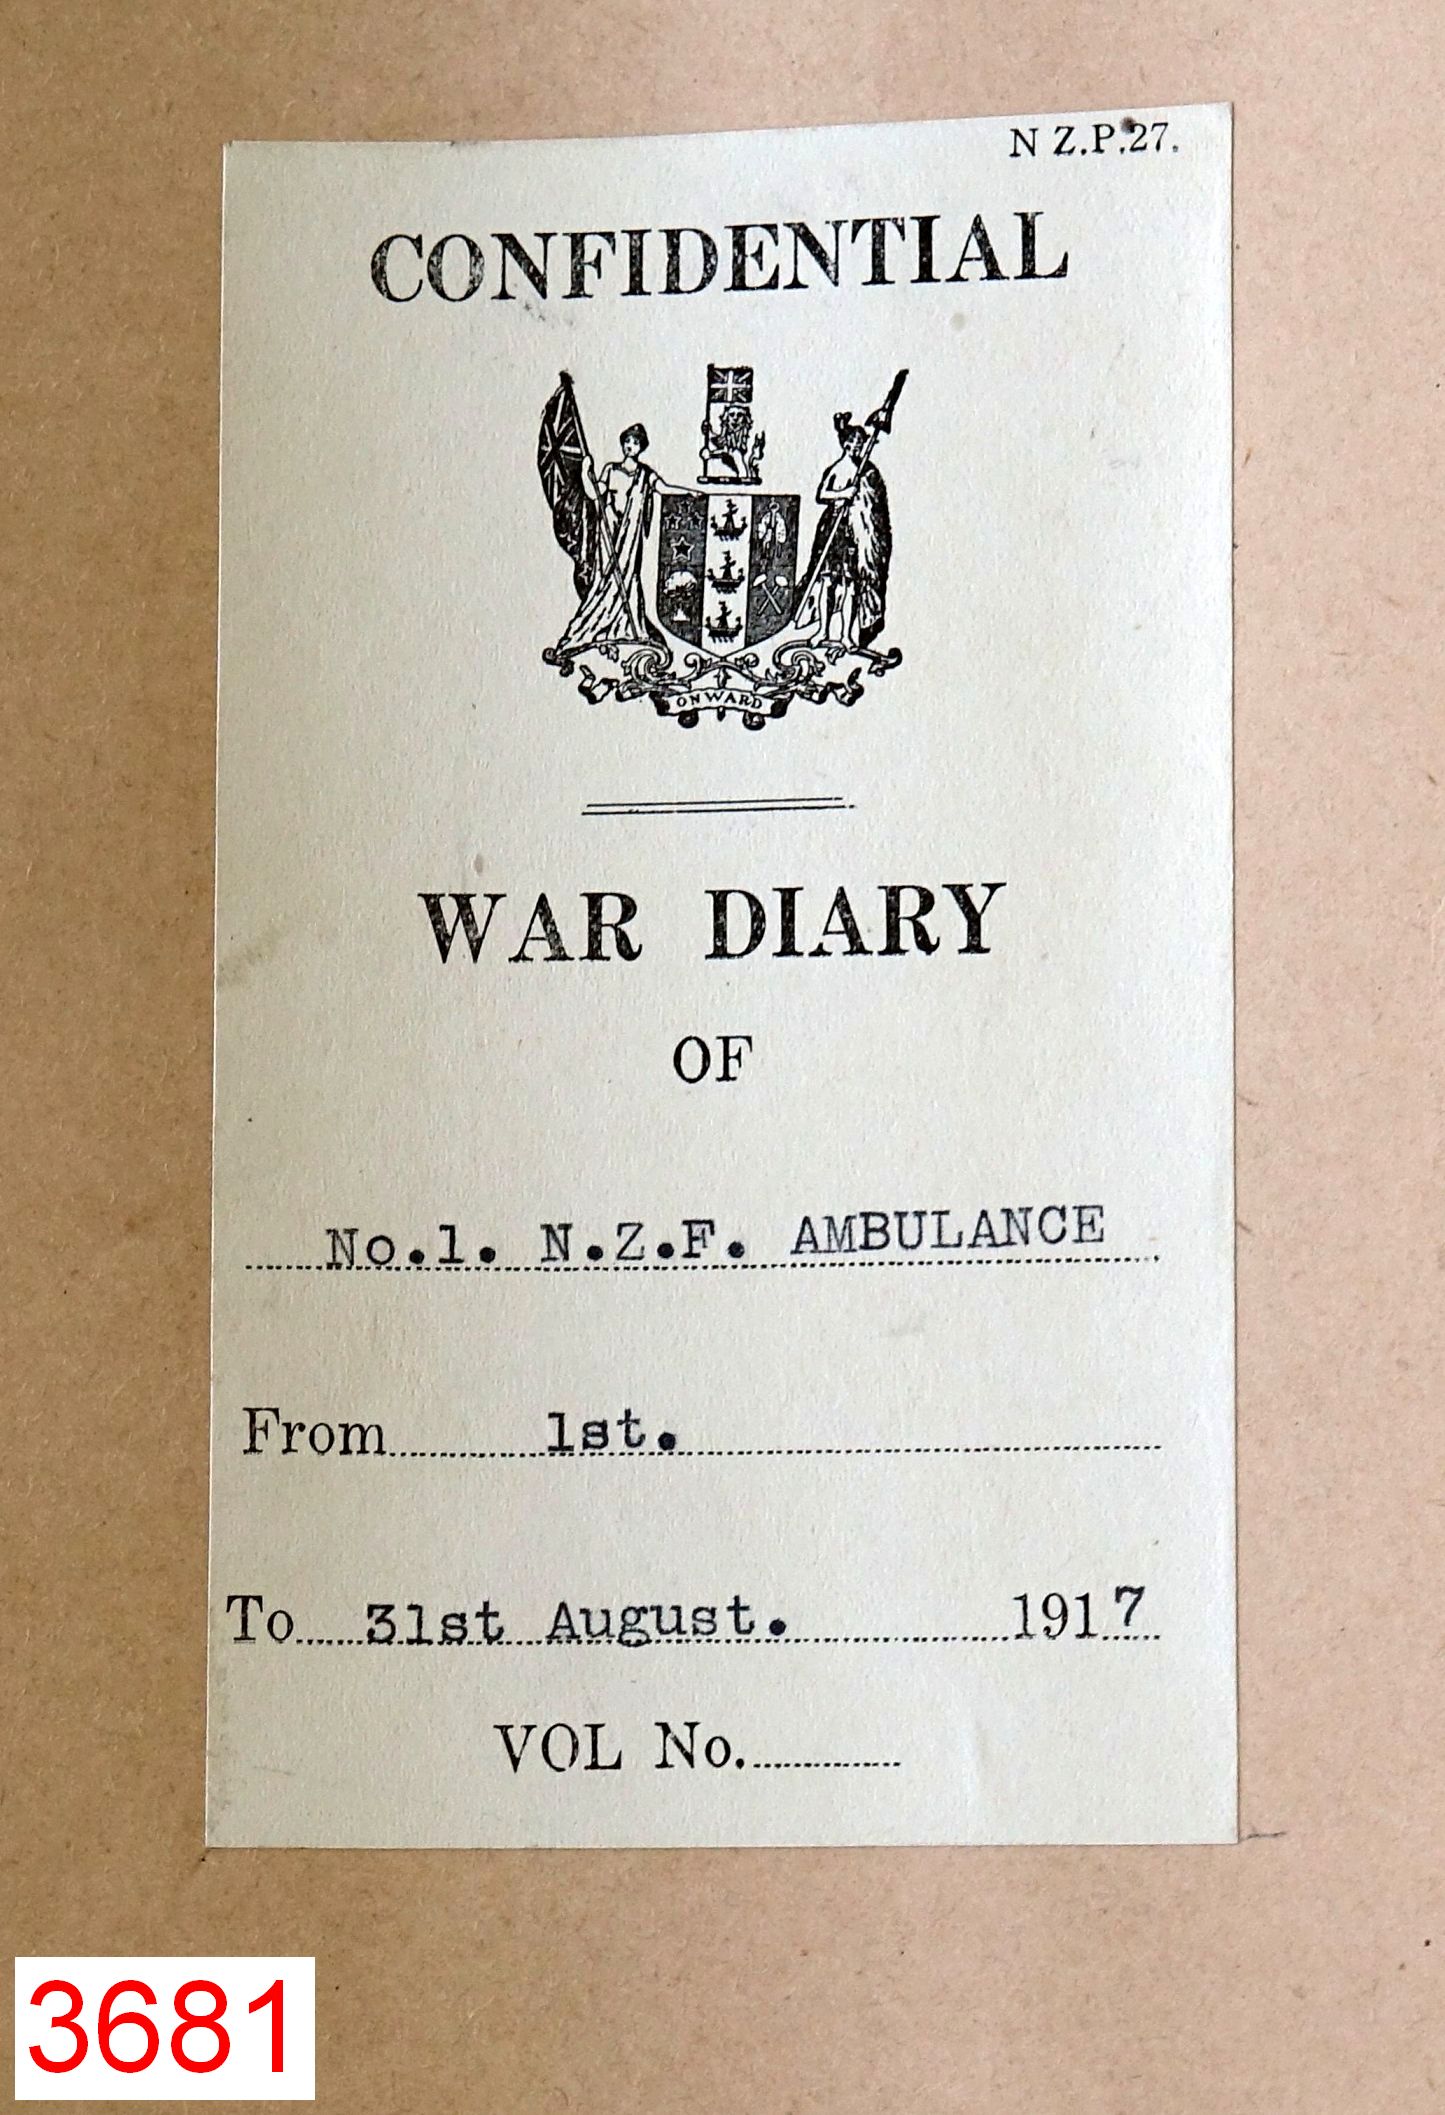 N Z.P.27.
CONFIDENTIAL
ONWARD
WAR DIARY
OF
No.1. N.Z.F. AMBULANCE
From 1st.
To 31st August. 1917
VOL No.
3681